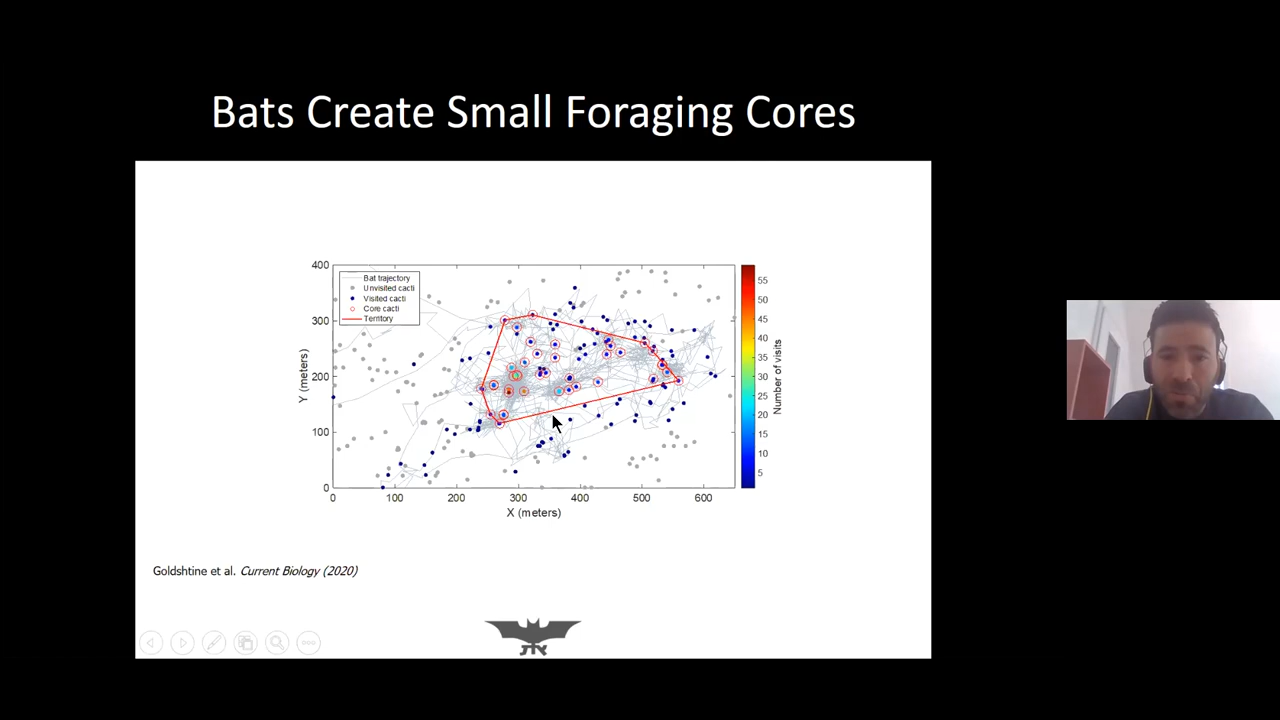 Bats Create Small Foraging Cores
400
300
200
100
0
Y (meters)
Bat trajectory
Unvisited cacti
Visited cacti
Core cacti
Territory
0 100 200 300 400 500 600
X (meters)
55
50
45
40
35
30
25
20
15
10
5
Number of visits
Goldshtine et al. Current Biology (2020)